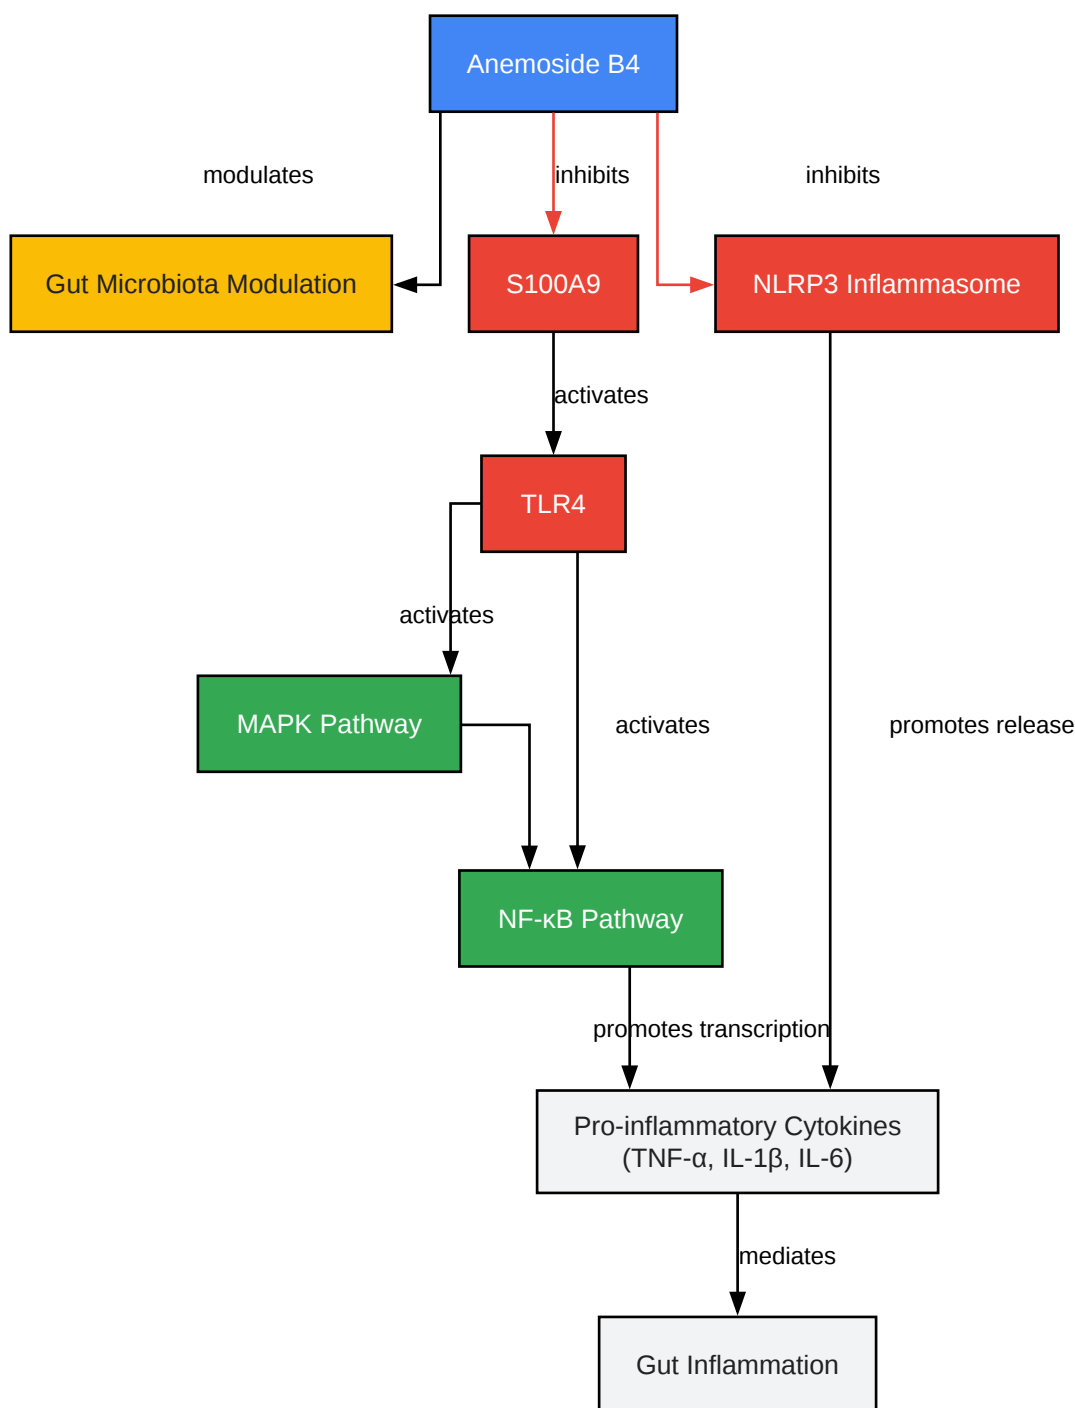 Anemoside B4
modulates
inhibits
inhibits
Gut Microbiota Modulation
S100A9
NLRP3 Inflammasome
activates
TLR4
activates
MAPK Pathway
activates
promotes release
NF-κB Pathway
promotes transcription
Pro-inflammatory Cytokines
(TNF-α, IL-1β, IL-6)
mediates
Gut Inflammation